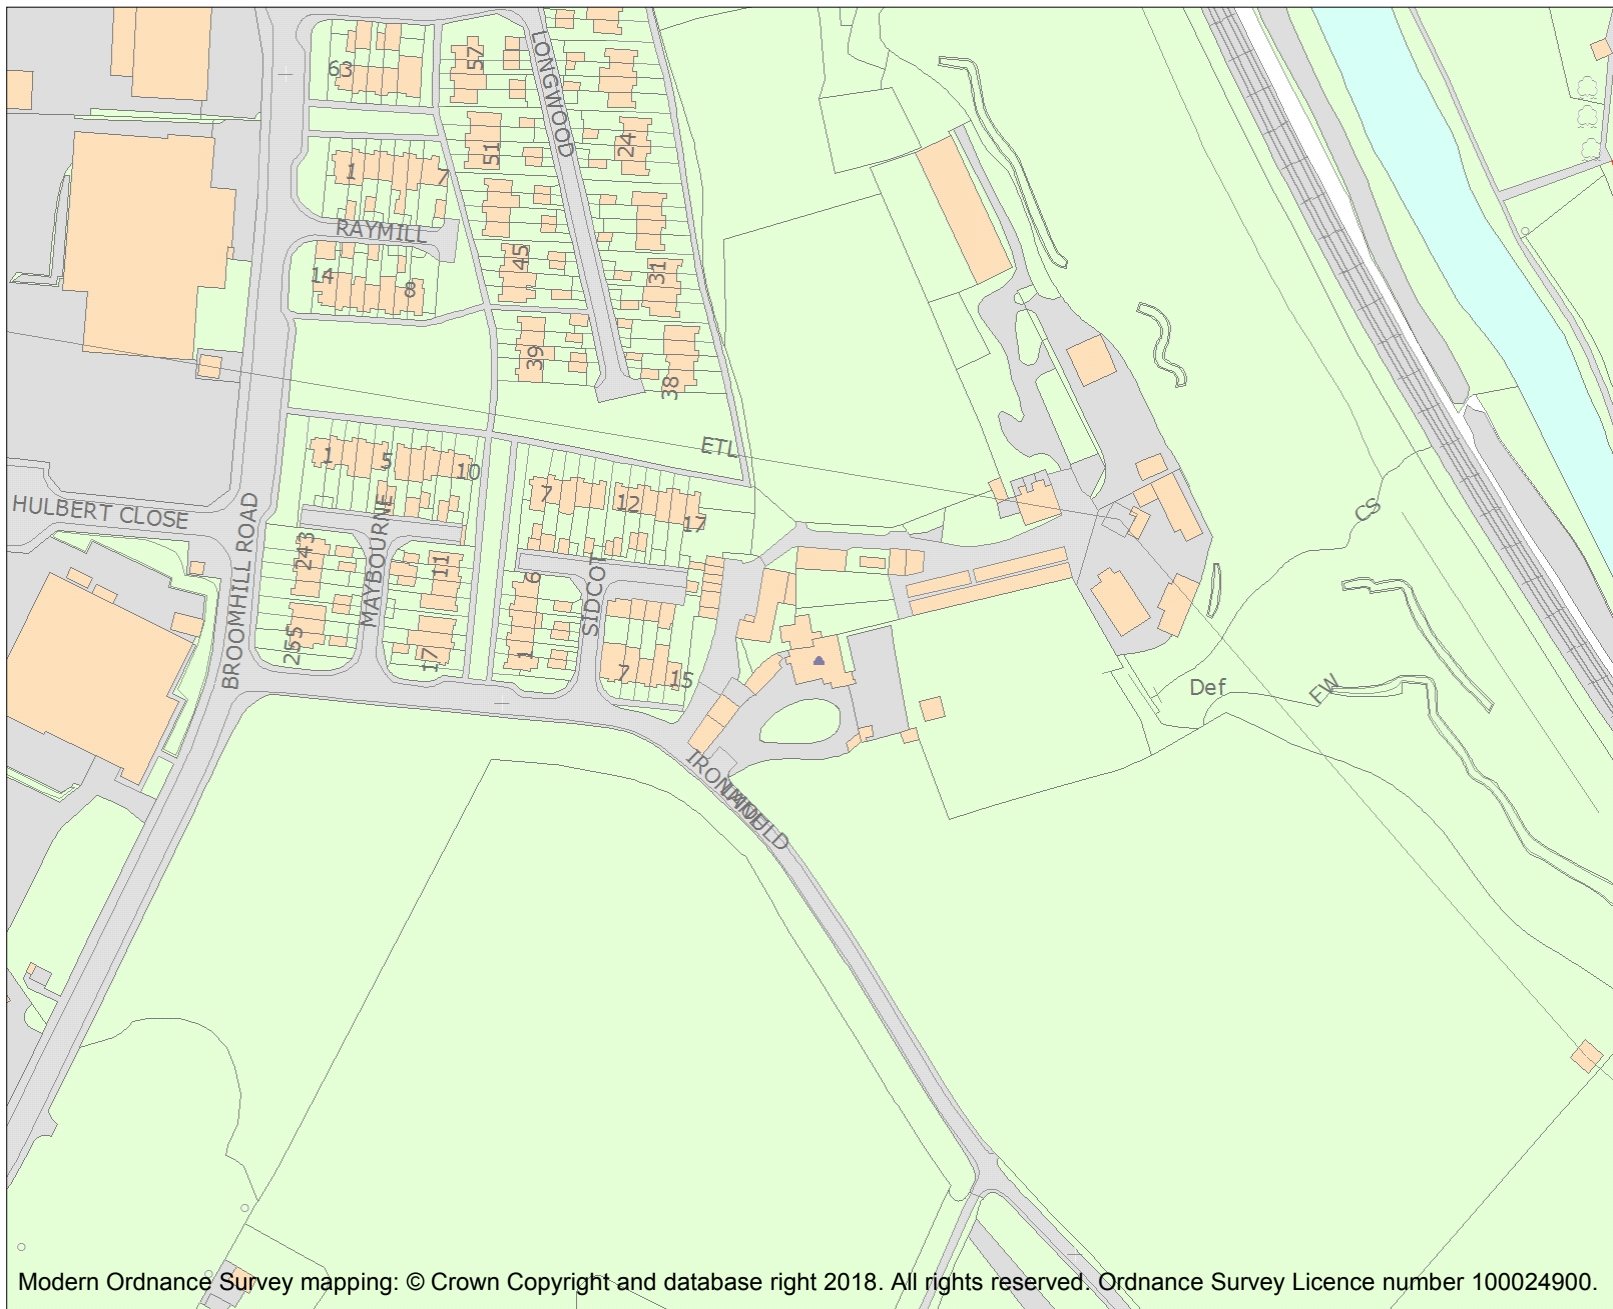 63
57
LONGWOOD
51
24
1
7
RAYMILL
45
14
8
31
39
38
ETL
1
5
10
HULBERT CLOSE
BROOMHILL ROAD
MAYBOURNE
7
12
17
CS
243
11
6
SIDCOT
255
17
1
7
15
Def
EW
IRONMOULD
LANE
Modern Ordnance Survey mapping: © Crown Copyright and database right 2018. All rights reserved. Ordnance Survey Licence number 100024900.